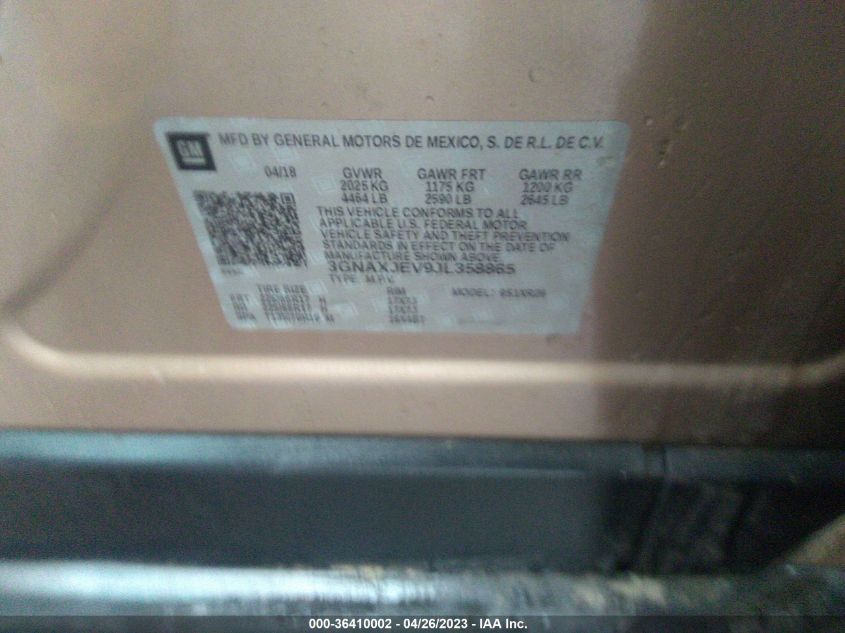 GM
MFD BY GENERAL MOTORS DE MEXICO, S. DE R.L. DE C.V.
04/18 GVWR GAWR FRT GAWR RR
2025 KG 1175 KG 1200 KG
4464 LB 2590 LB 2645 LB
THIS VEHICLE CONFORMS TO ALL
APPLICABLE U.S. FEDERAL MOTOR
VEHICLE SAFETY AND THEFT PREVENTION
STANDARDS IN EFFECT ON THE DATE OF
MANUFACTURE SHOWN ABOVE.
3GNAXJEV9JL358865
TYPE: M.P.V.
TIRE SIZE RIM MODEL:
FRT
000-36410002 - 04/26/2023 - IAA Inc.